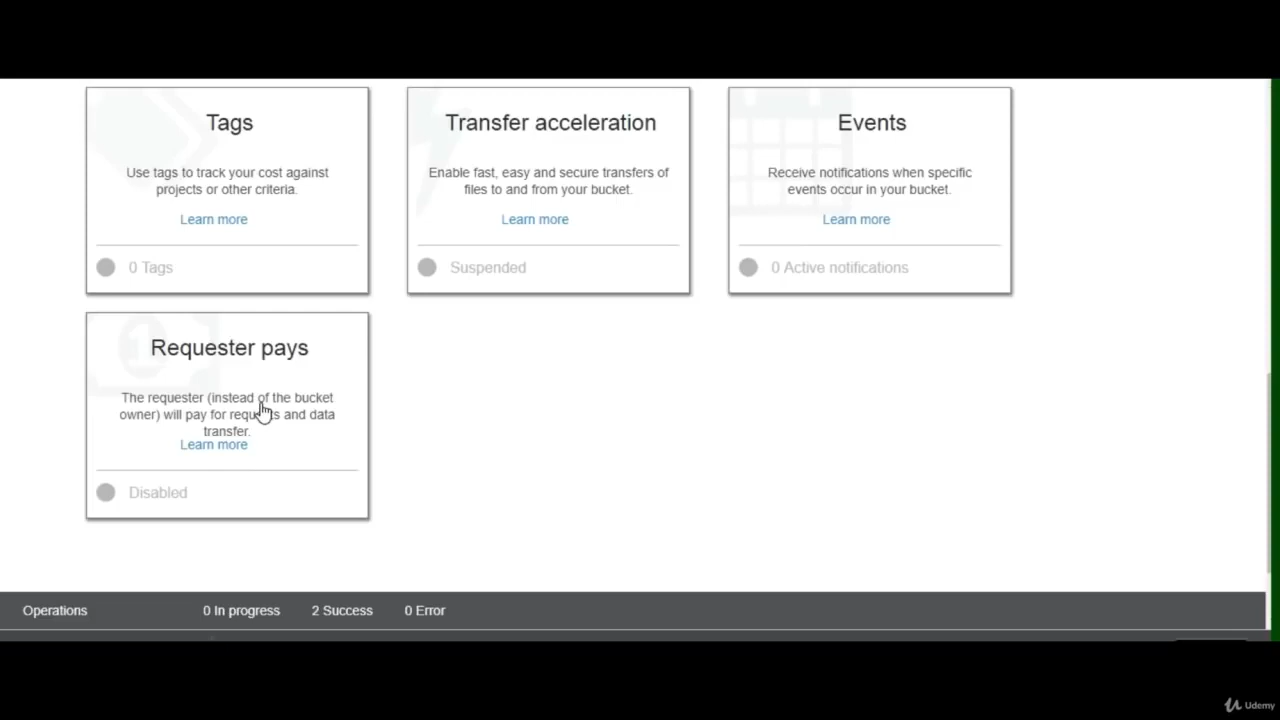 Tags
Use tags to track your cost against
projects or other criteria.
Learn more
0 Tags
Transfer acceleration
Enable fast, easy and secure transfers of
files to and from your bucket.
Learn more
Suspended
Events
Receive notifications when specific
events occur in your bucket.
Learn more
0 Active notifications
Requester pays
The requester (instead of the bucket
owner) will pay for requests and data
transfer.
Learn more
Disabled
Operations
0 In progress
2 Success
0 Error
Udemy